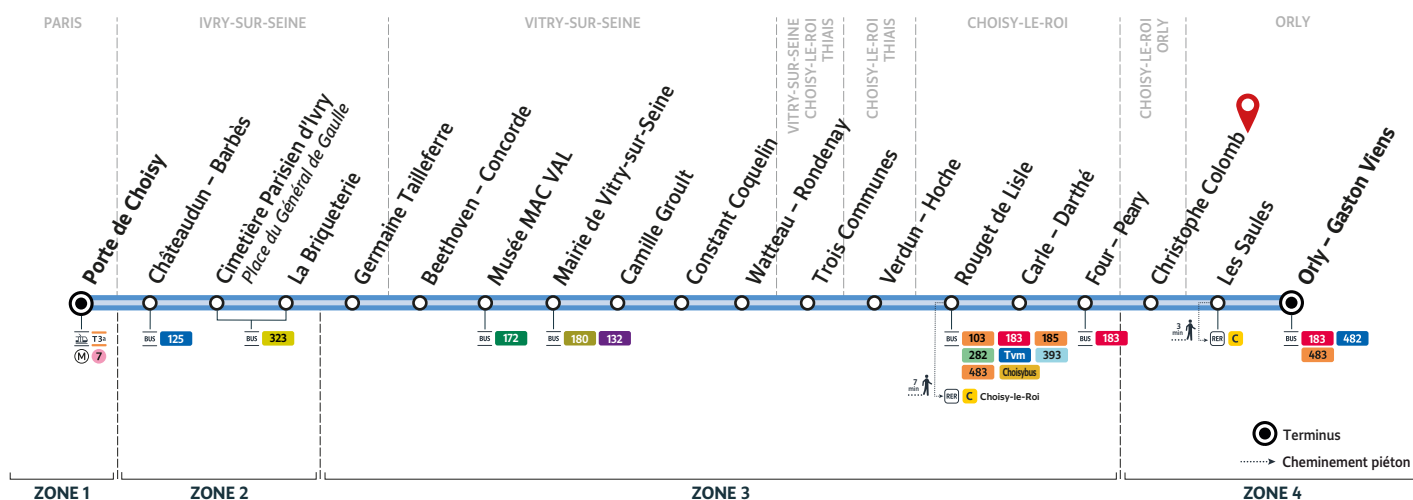 PARIS
IVRY-SUR-SEINE
VITRY-SUR-SEINE
VITRY-SUR-SEINE
CHOISY-LE-ROI
THIAIS
CHOISY-LE-ROI
THIAIS
CHOISY-LE-ROI
CHOISY-LE-ROI
ORLY
ORLY
Porte de Choisy
Châteaudun – Barbès
Cimetière Parisien d'Ivry
Place du Général de Gaulle
La Briqueterie
Germaine Tailleferre
Beethoven – Concorde
Musée MAC VAL
Mairie de Vitry-sur-Seine
Camille Groult
Constant Coquelin
Watteau – Rondenay
Trois Communes
Verdun – Hoche
Rouget de Lisle
Carle – Darthé
Four – Peary
Christophe Colomb
Les Saules
Orly – Gaston Viens
T3a
M 7
BUS 125
BUS 323
BUS 172
BUS 180 132
BUS 103 183 185
282 Tvm 393
483 Choisybus
7 min
RER C Choisy-le-Roi
BUS 183
3 min
RER C
BUS 183 482
483
Terminus
Cheminement piéton
ZONE 1
ZONE 2
ZONE 3
ZONE 4